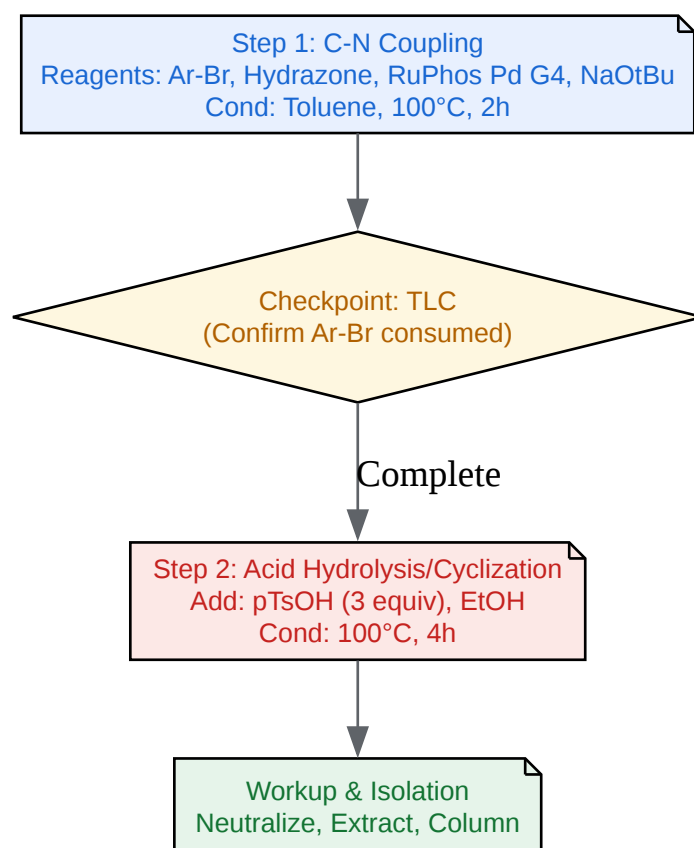 Step 1: C-N Coupling
Reagents: Ar-Br, Hydrazone, RuPhos Pd G4, NaOtBu
Cond: Toluene, 100°C, 2h
Checkpoint: TLC
(Confirm Ar-Br consumed)
Complete
Step 2: Acid Hydrolysis/Cyclization
Add: pTsOH (3 equiv), EtOH
Cond: 100°C, 4h
Workup & Isolation
Neutralize, Extract, Column